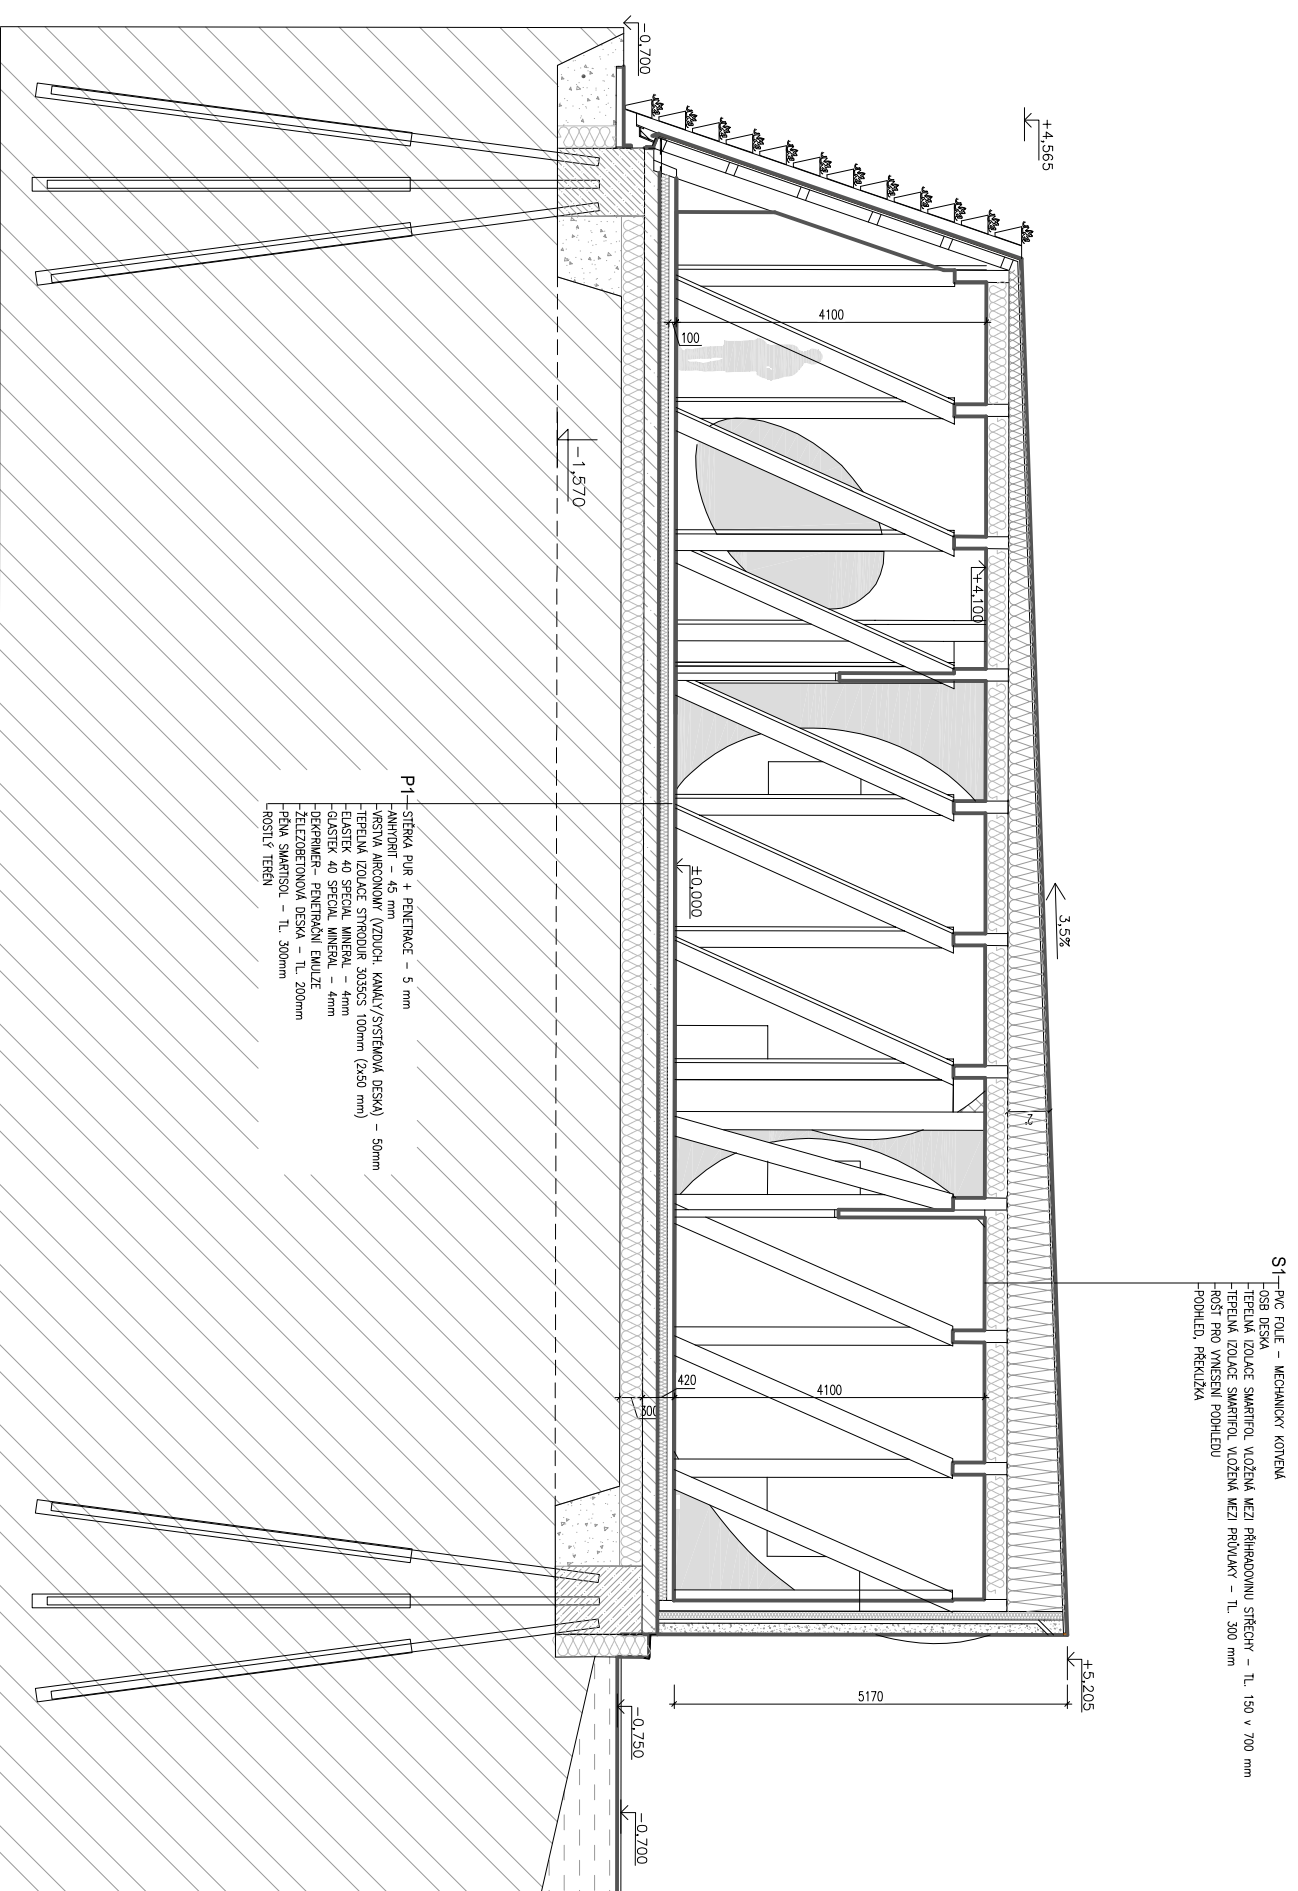 S1 PVC FOLIE – MECHANICKY KOTVENÁ
OSB DESKA
TEPELNÁ IZOLACE SMARTIFOL VLOŽENÁ MEZI PŘÍHRADOVINU STŘECHY – TL. 150 v 700 mm
TEPELNÁ IZOLACE SMARTIFOL VLOŽENÁ MEZI PRŮVLAKY – TL. 300 mm
ROŠT PRO VYNESENÍ PODHLEDU
PODHLED, PŘEKLIŽKA
+4,565
3,5%
+5,205
?
+4,100
4100
4100
5170
100
±0,000
420
300
-0,700
-0,750
-0,700
-1,570
P1 STĚRKA PUR + PENETRACE – 5 mm
ANHYDRIT – 45 mm
VRSTVA AIRCONOMY (VZDUCH. KANÁLY/SYSTÉMOVÁ DESKA) – 50mm
TEPELNÁ IZOLACE STYRODUR 3035CS 100mm (2x50 mm)
ELASTEK 40 SPECIAL MINERAL – 4mm
GLASTEK 40 SPECIAL MINERAL – 4mm
DEKPRIMER– PENETRAČNÍ EMULZE
ŽELEZOBETONOVÁ DESKA – TL. 200mm
PĚNA SMARTISOL – TL. 300mm
ROSTLÝ TERÉN